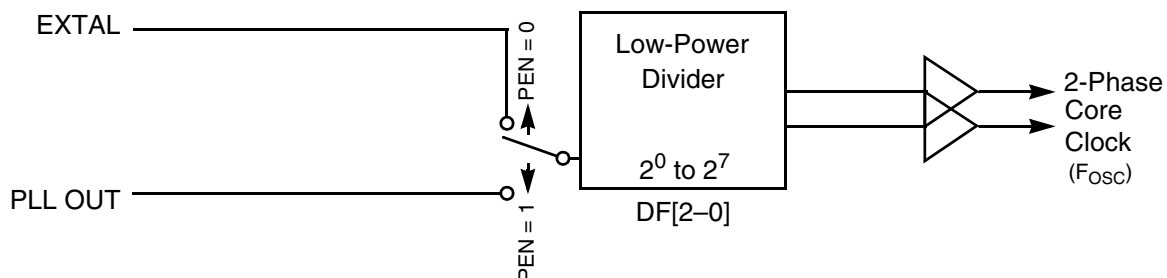 EXTAL
PEN = 0
Low-Power
Divider
2⁰ to 2⁷
DF[2–0]
2-Phase
Core
Clock
(F_OSC)
PLL OUT
PEN = 1